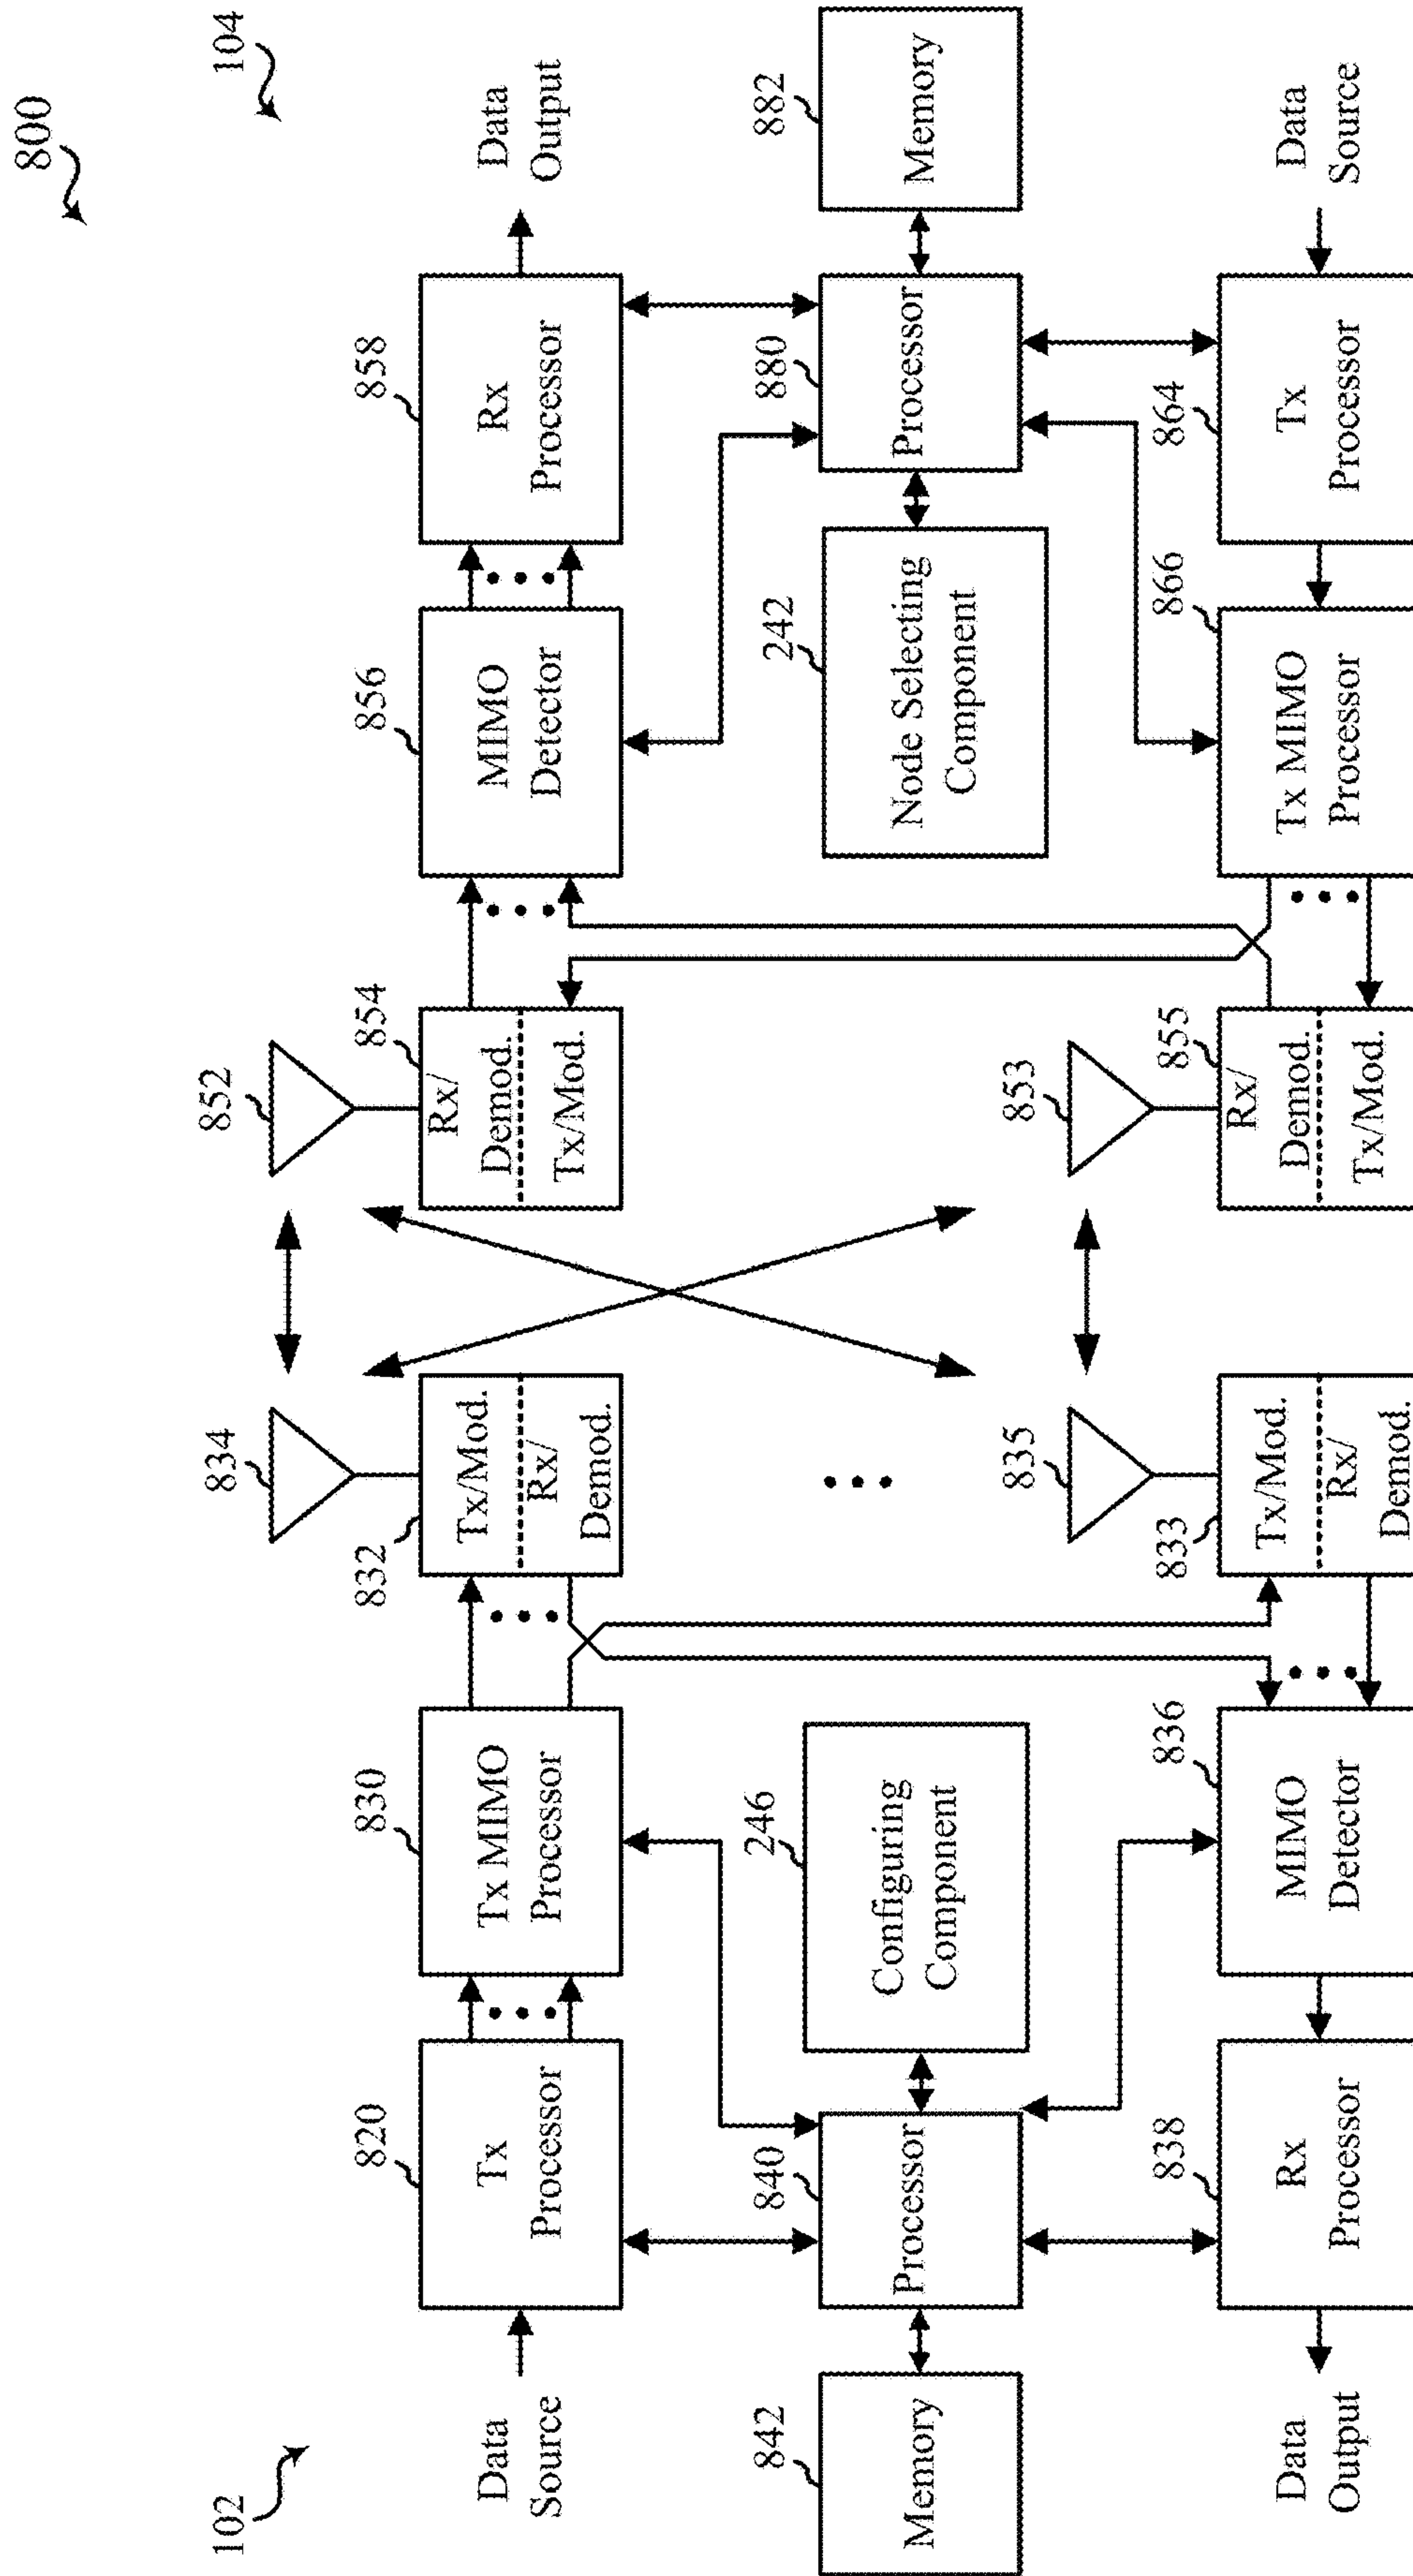 800
102
104
834
852
820
830
832
854
856
858
Data
Source
Tx
Processor
Tx MIMO
Processor
Tx/Mod.
Rx/
Demod.
Rx/
Demod.
Tx/Mod.
MIMO
Detector
Rx
Processor
Data
Output
842
840
246
242
880
882
Memory
Processor
Configuring
Component
Node Selecting
Component
Processor
Memory
835
853
838
836
833
855
866
864
Data
Output
Rx
Processor
MIMO
Detector
Tx/Mod.
Rx/
Demod.
Rx/
Demod.
Tx/Mod.
Tx MIMO
Processor
Tx
Processor
Data
Source